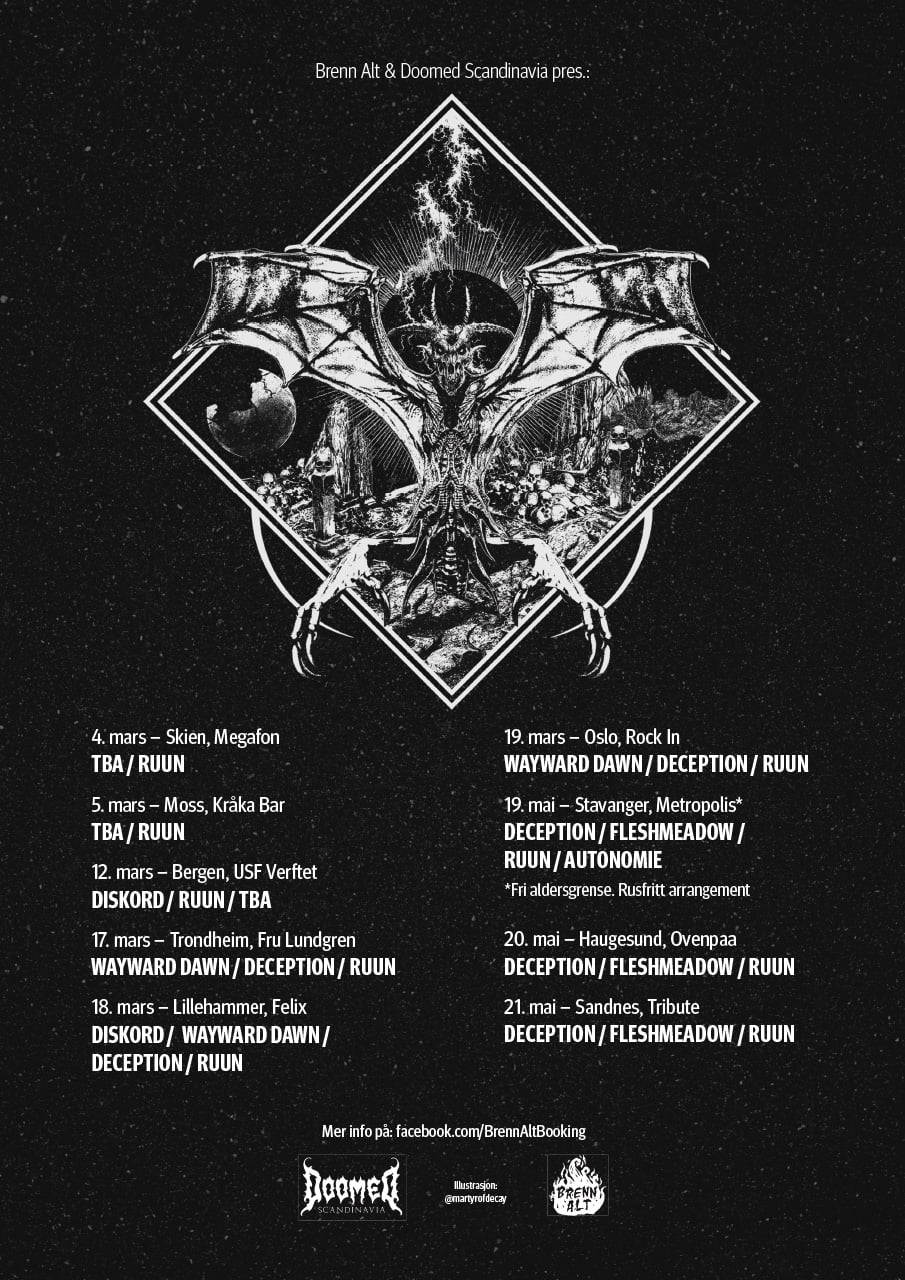 Brenn Alt & Doomed Scandinavia pres.:
4. mars – Skien, Megafon
TBA / RUUN
5. mars – Moss, Kråka Bar
TBA / RUUN
12. mars – Bergen, USF Verftet
DISKORD / RUUN / TBA
17. mars – Trondheim, Fru Lundgren
WAYWARD DAWN / DECEPTION / RUUN
18. mars – Lillehammer, Felix
DISKORD / WAYWARD DAWN /
DECEPTION / RUUN
19. mars – Oslo, Rock In
WAYWARD DAWN / DECEPTION / RUUN
19. mai – Stavanger, Metropolis*
DECEPTION / FLESHMEADOW /
RUUN / AUTONOMIE
*Fri aldersgrense. Rusfritt arrangement
20. mai – Haugesund, Ovenpaa
DECEPTION / FLESHMEADOW / RUUN
21. mai – Sandnes, Tribute
DECEPTION / FLESHMEADOW / RUUN
Mer info på: facebook.com/BrennAltBooking
DOOMED
SCANDINAVIA
Illustrasjon:
@martyrofdecay
BRENN
ALT